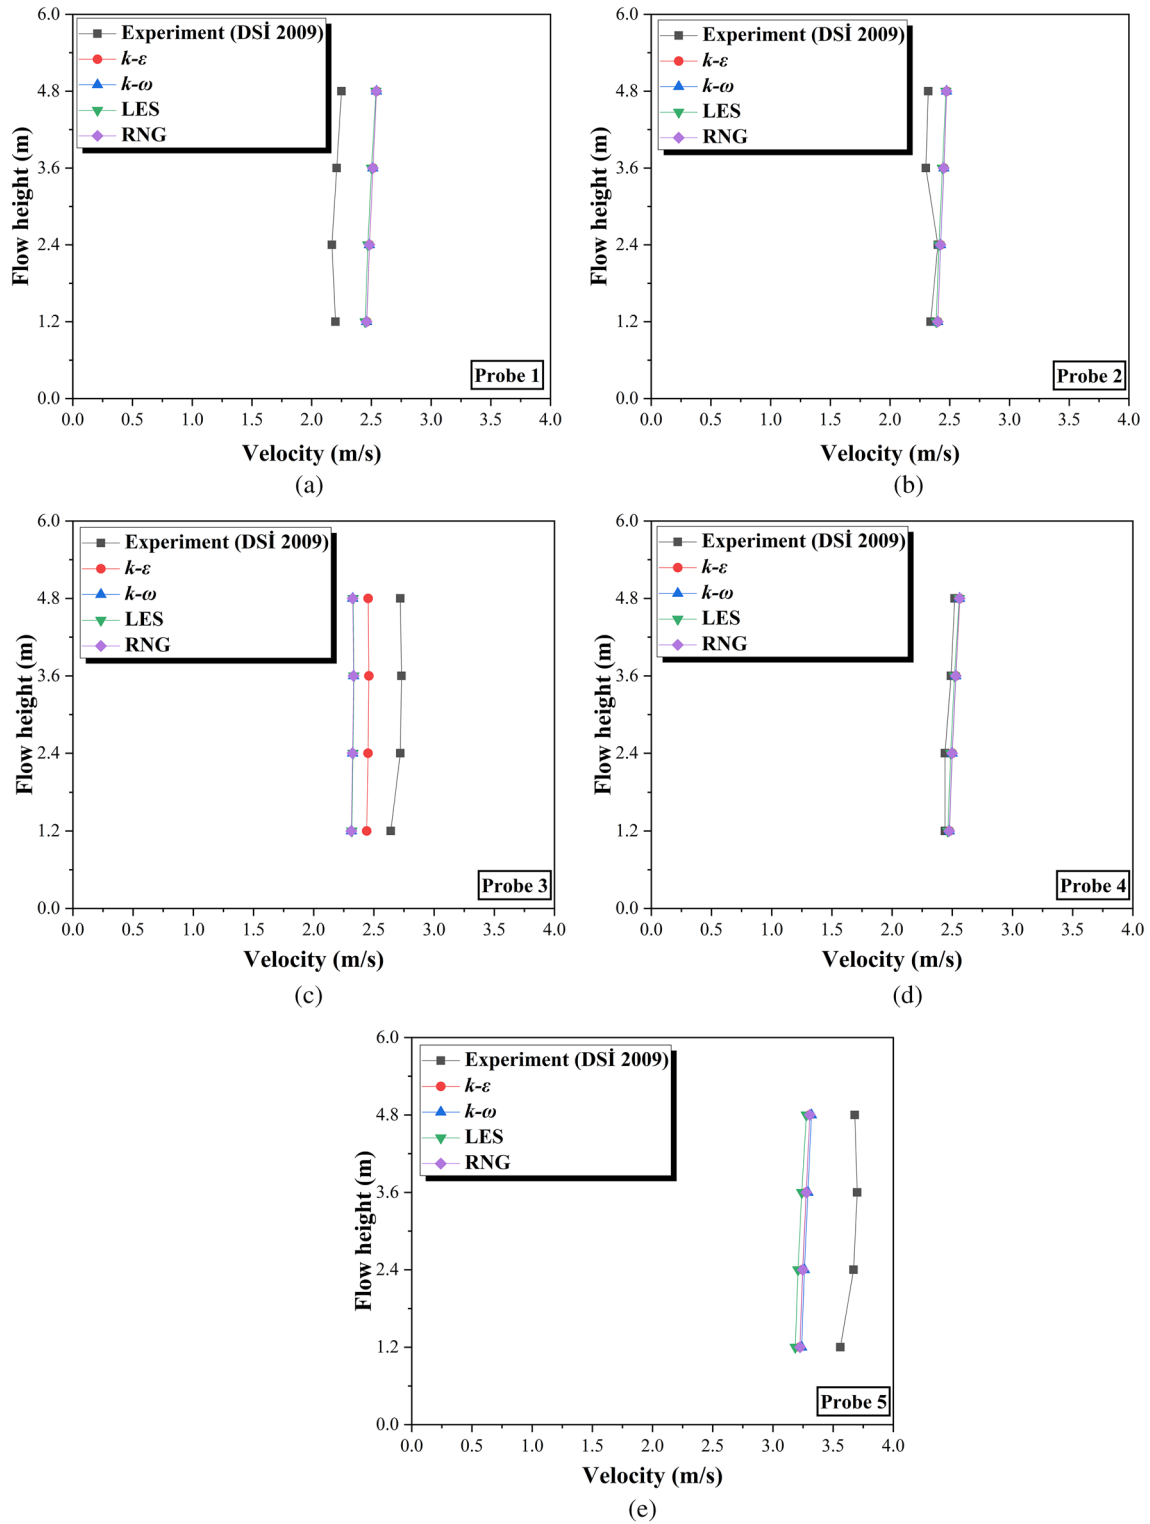 Experiment (DSİ 2009)
k-ε
k-ω
LES
RNG
6.0
4.8
3.6
2.4
1.2
0.0
Flow height (m)
Probe 1
0.0 0.5 1.0 1.5 2.0 2.5 3.0 3.5 4.0
Velocity (m/s)
(a)
Experiment (DSİ 2009)
k-ε
k-ω
LES
RNG
6.0
4.8
3.6
2.4
1.2
0.0
Flow height (m)
Probe 2
0.0 0.5 1.0 1.5 2.0 2.5 3.0 3.5 4.0
Velocity (m/s)
(b)
Experiment (DSİ 2009)
k-ε
k-ω
LES
RNG
6.0
4.8
3.6
2.4
1.2
0.0
Flow height (m)
Probe 3
0.0 0.5 1.0 1.5 2.0 2.5 3.0 3.5 4.0
Velocity (m/s)
(c)
Experiment (DSİ 2009)
k-ε
k-ω
LES
RNG
6.0
4.8
3.6
2.4
1.2
0.0
Flow height (m)
Probe 4
0.0 0.5 1.0 1.5 2.0 2.5 3.0 3.5 4.0
Velocity (m/s)
(d)
Experiment (DSİ 2009)
k-ε
k-ω
LES
RNG
6.0
4.8
3.6
2.4
1.2
0.0
Flow height (m)
Probe 5
0.0 0.5 1.0 1.5 2.0 2.5 3.0 3.5 4.0
Velocity (m/s)
(e)